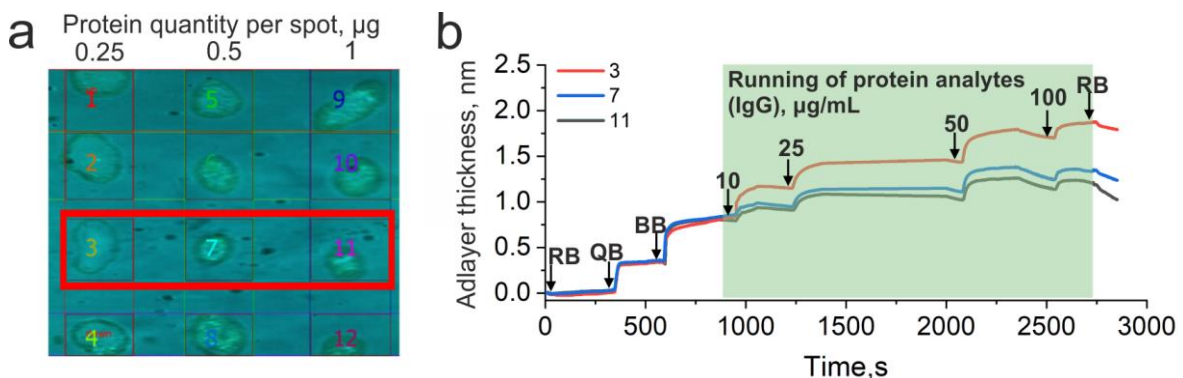 a
Protein quantity per spot, µg
0.25 0.5 1
1 5 9
2 10
3 7 11
4 8 12
b
Adlayer thickness, nm
2.5
2.0
1.5
1.0
0.5
0.0
3
7
11
Running of protein analytes
(IgG), µg/mL
RB
QB
BB
10
25
50
100
RB
0 500 1000 1500 2000 2500 3000
Time,s